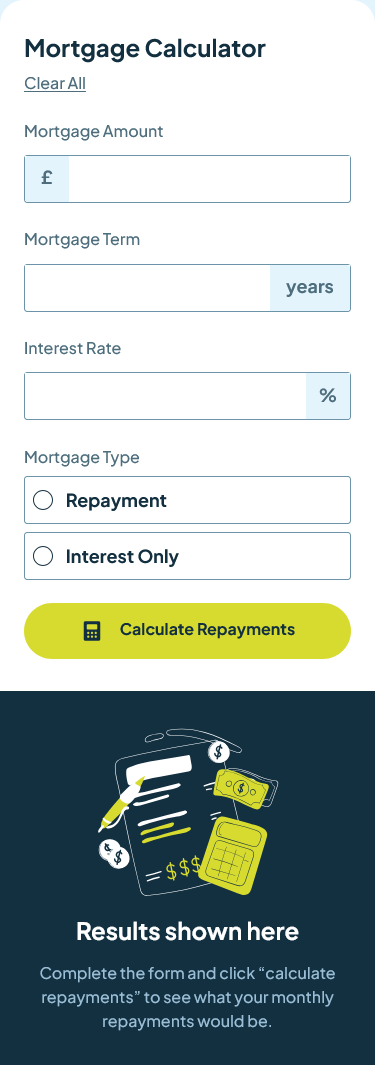 Mortgage Calculator
Clear All
Mortgage Amount
£
Mortgage Term
years
Interest Rate
%
Mortgage Type
Repayment
Interest Only
Calculate Repayments
$
$
$
$
$
$$$
Results shown here
Complete the form and click “calculate
repayments” to see what your monthly
repayments would be.